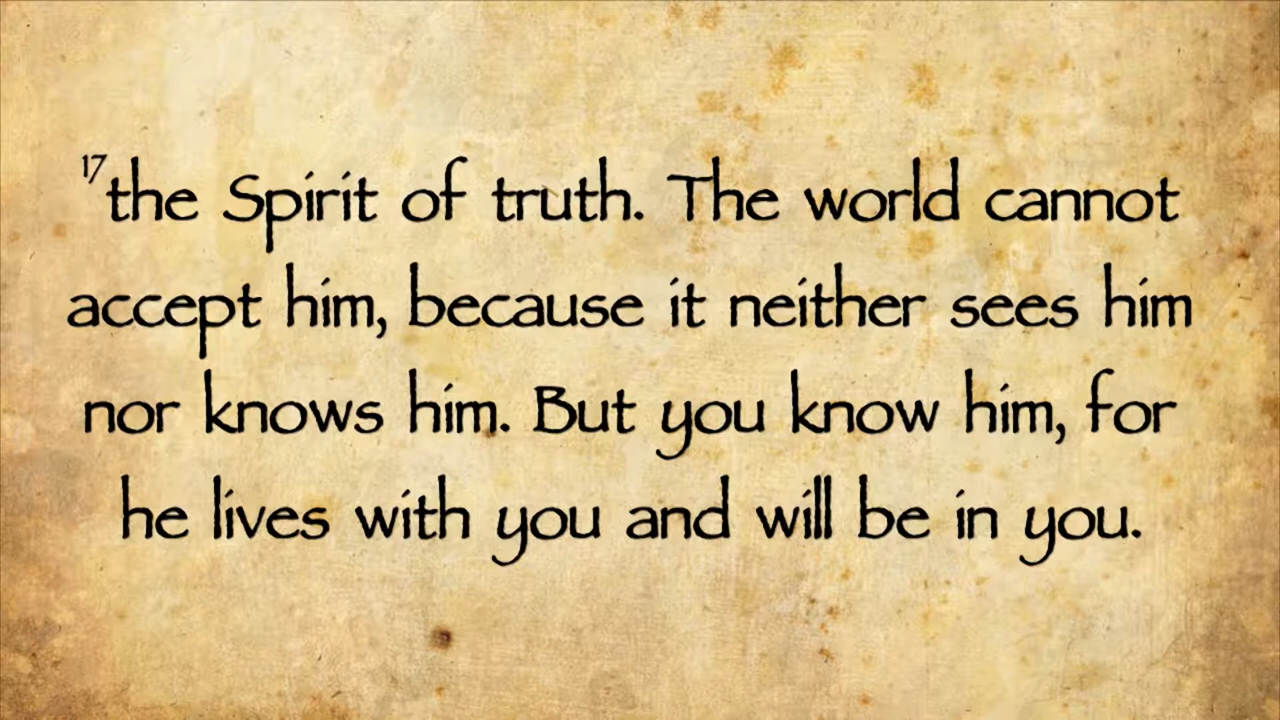 17the Spirit of truth. The world cannot
accept him, because it neither sees him
nor knows him. But you know him, for
he lives with you and will be in you.